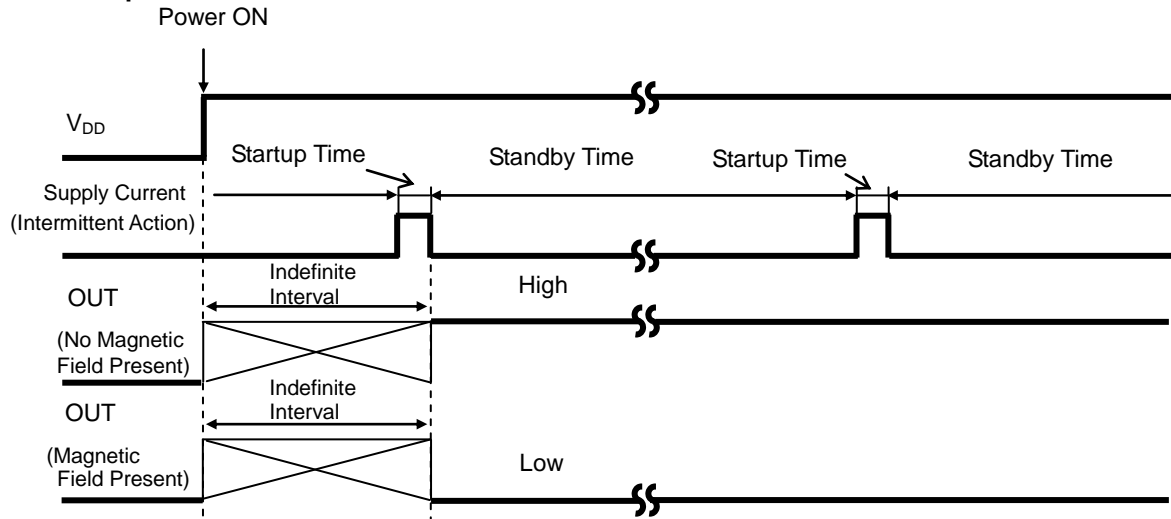 Power ON
VDD
Startup Time
Standby Time
Startup Time
Standby Time
Supply Current
(Intermittent Action)
Indefinite
Interval
High
OUT
(No Magnetic
Field Present)
Indefinite
Interval
OUT
(Magnetic
Field Present)
Low